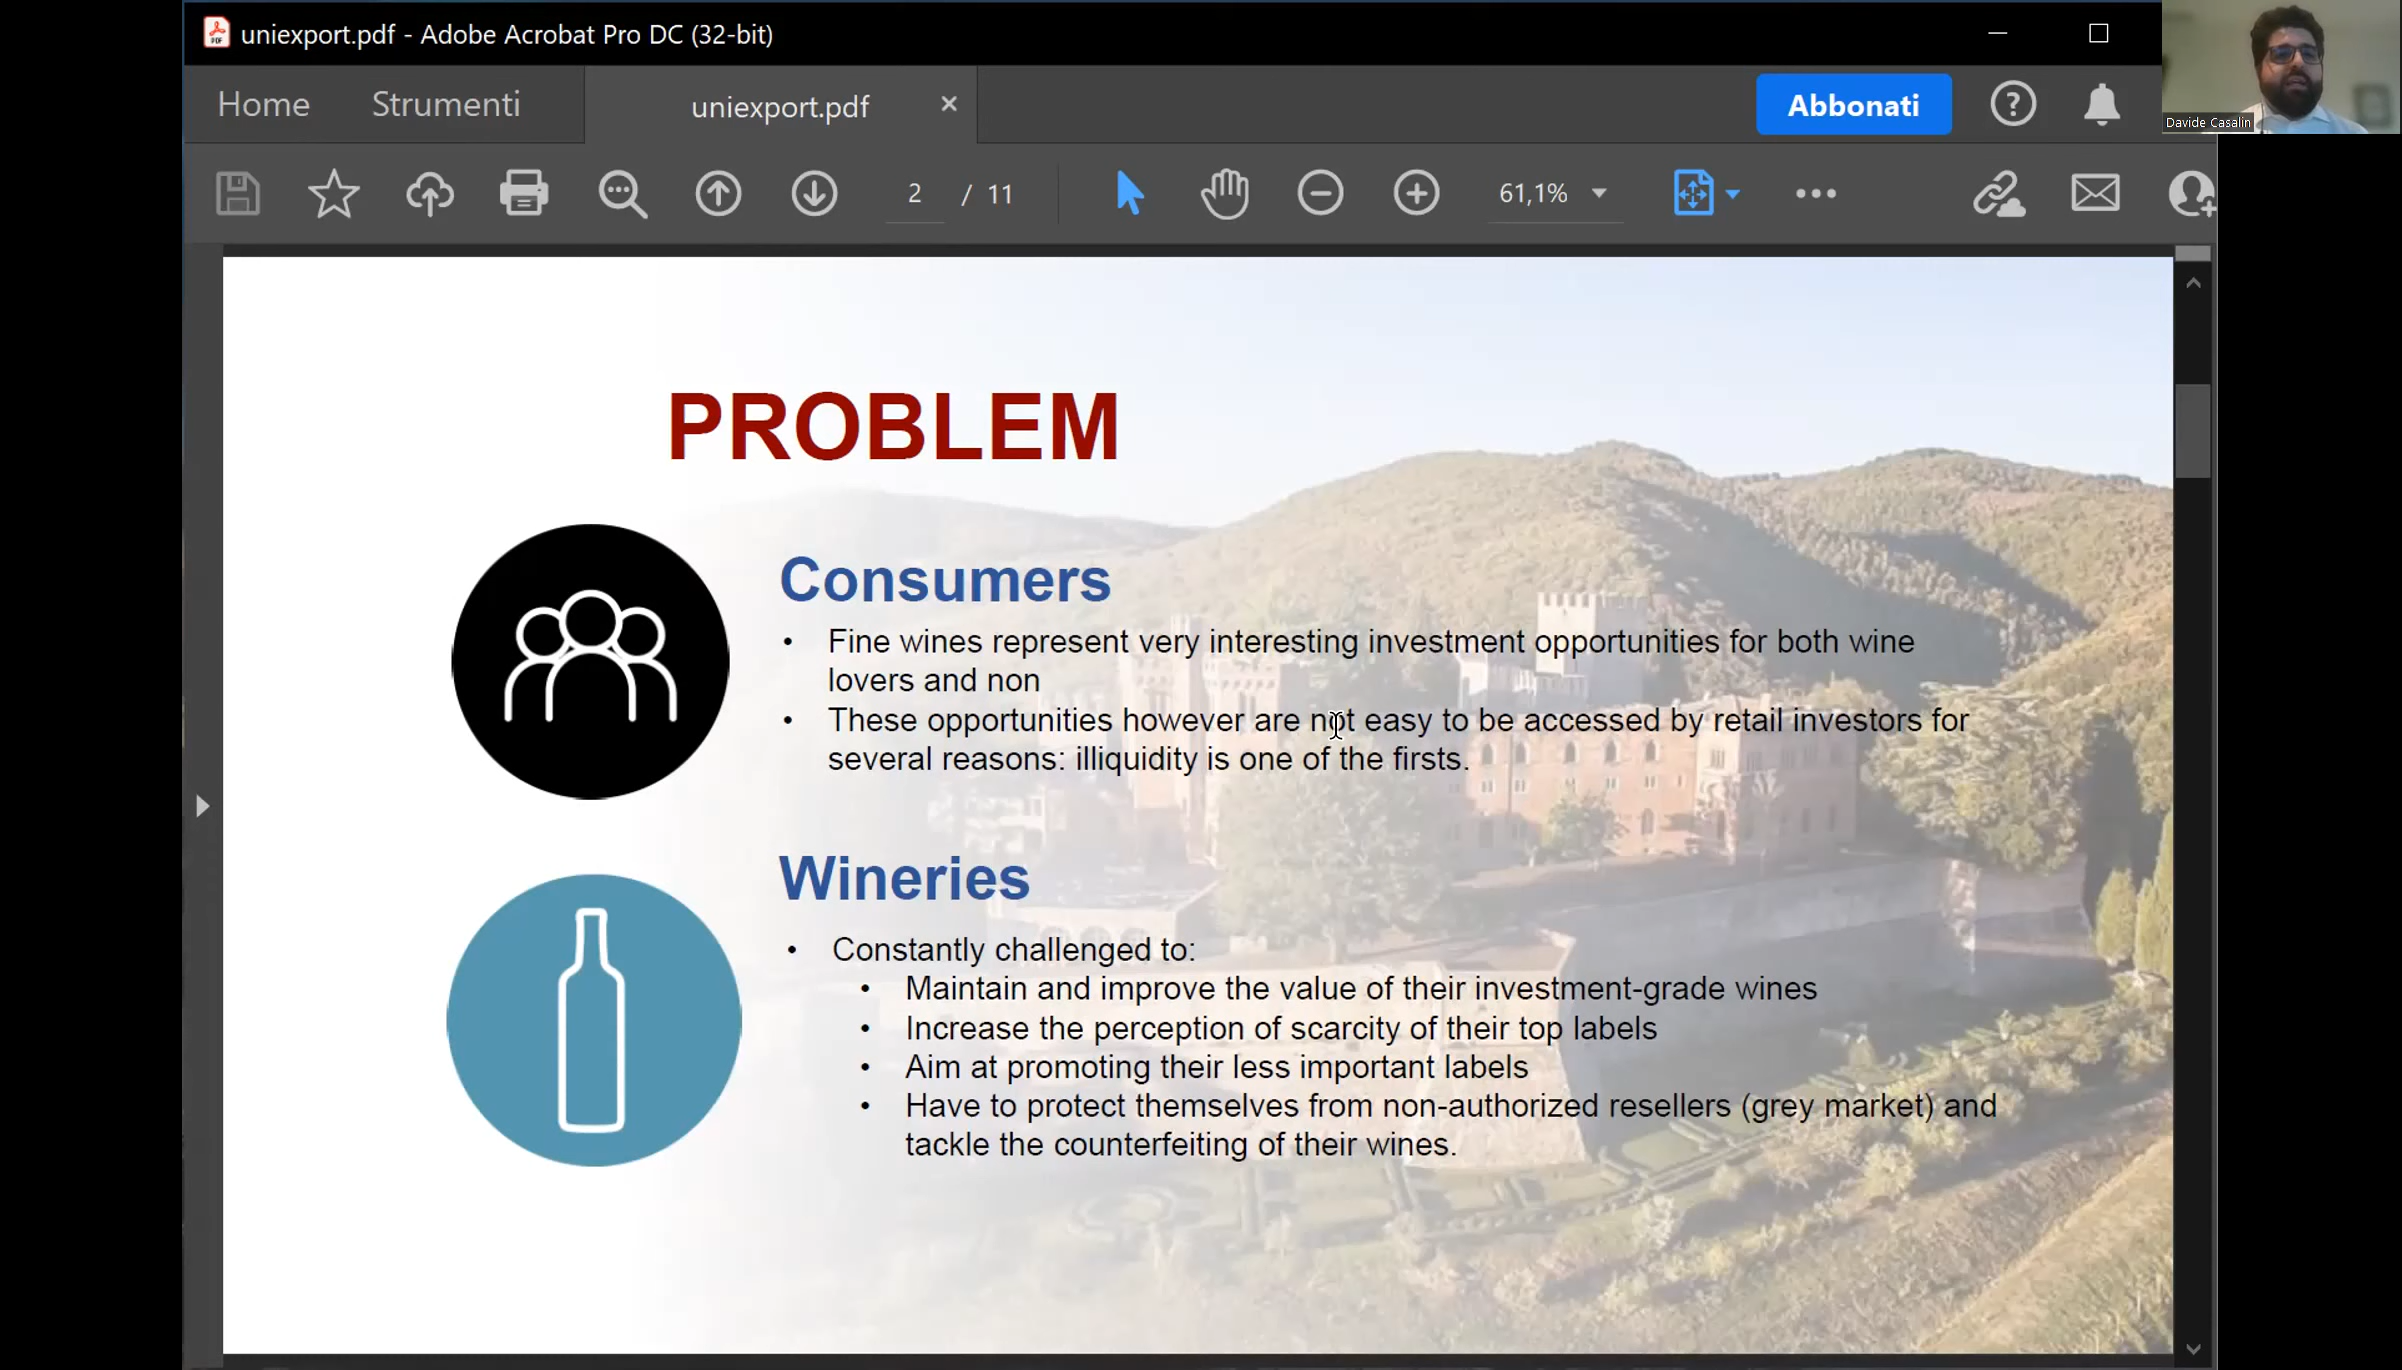 uniexport.pdf - Adobe Acrobat Pro DC (32-bit)
Home
Strumenti
uniexport.pdf
Abbonati
Davide Casalin
2 / 11
61,1%
PROBLEM
Consumers
• Fine wines represent very interesting investment opportunities for both wine
lovers and non
• These opportunities however are not easy to be accessed by retail investors for
several reasons: illiquidity is one of the firsts.
Wineries
• Constantly challenged to:
• Maintain and improve the value of their investment-grade wines
• Increase the perception of scarcity of their top labels
• Aim at promoting their less important labels
• Have to protect themselves from non-authorized resellers (grey market) and
tackle the counterfeiting of their wines.